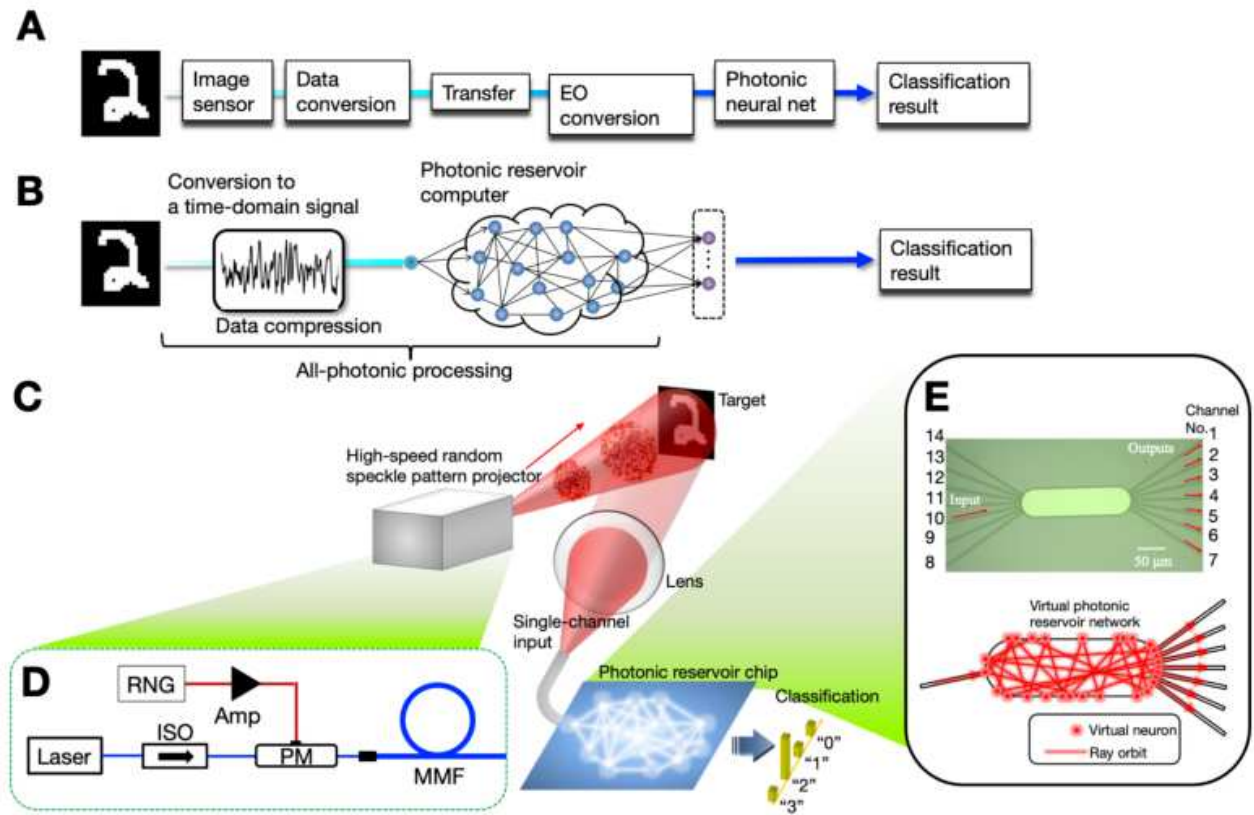 A
Image
sensor
Data
conversion
Transfer
EO
conversion
Photonic
neural net
Classification
result
B
Conversion to
a time-domain signal
Data compression
Photonic reservoir
computer
Classification
result
All-photonic processing
C
High-speed random
speckle pattern projector
Target
Lens
Single-channel
input
Photonic reservoir chip
Classification
"0"
"1"
"2"
"3"
D
RNG
Amp
Laser
ISO
PM
MMF
E
Channel
No.
14
13
12
11
10
9
8
Input
Outputs
1
2
3
4
5
6
7
50 μm
Virtual photonic
reservoir network
Virtual neuron
Ray orbit